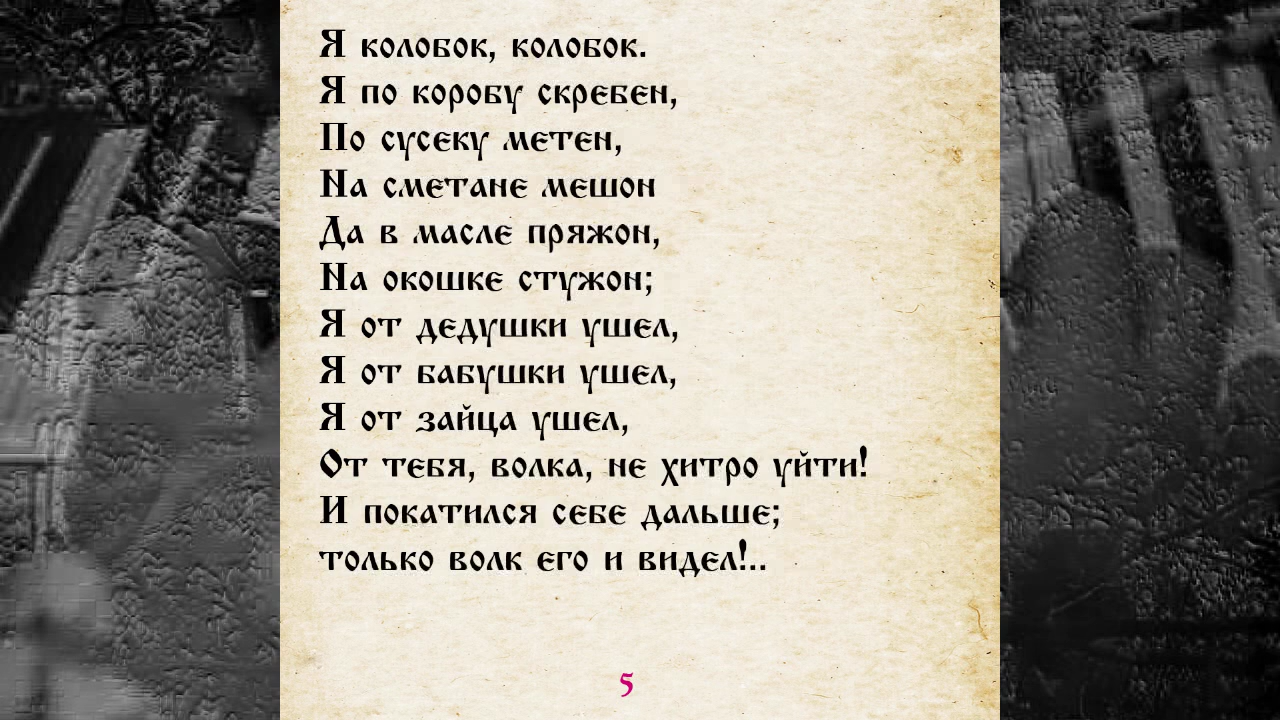 Я колобок, колобок.
Я по коробу скребен,
По сусеку метен,
На сметане мешон
Да в масле пряжон,
На окошке стужон;
Я от дедушки ушел,
Я от бабушки ушел,
Я от зайца ушел,
От тебя, волка, не хитро уйти!
И покатился себе дальше;
только волк его и видел!..
5